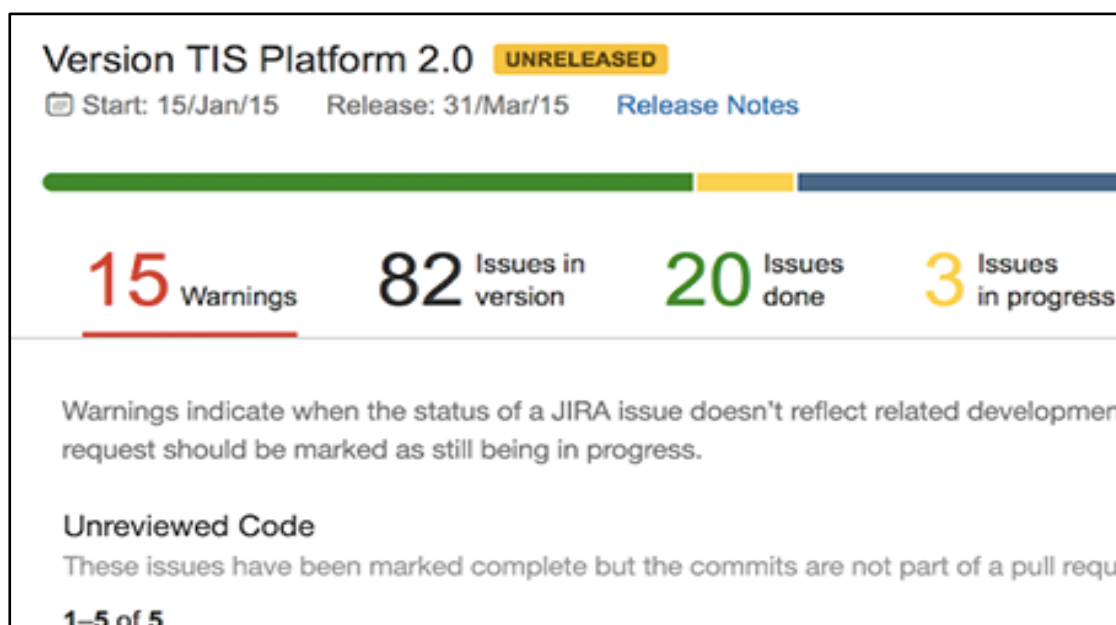 Version TIS Platform 2.0 UNRELEASED
Start: 15/Jan/15 Release: 31/Mar/15 Release Notes
15 Warnings 82 Issues in version 20 Issues done 3 Issues in progress
Warnings indicate when the status of a JIRA issue doesn't reflect related
request should be marked as still being in progress.
Unreviewed Code
These issues have been marked complete but the commits are not part of a pull
1–5 of 5